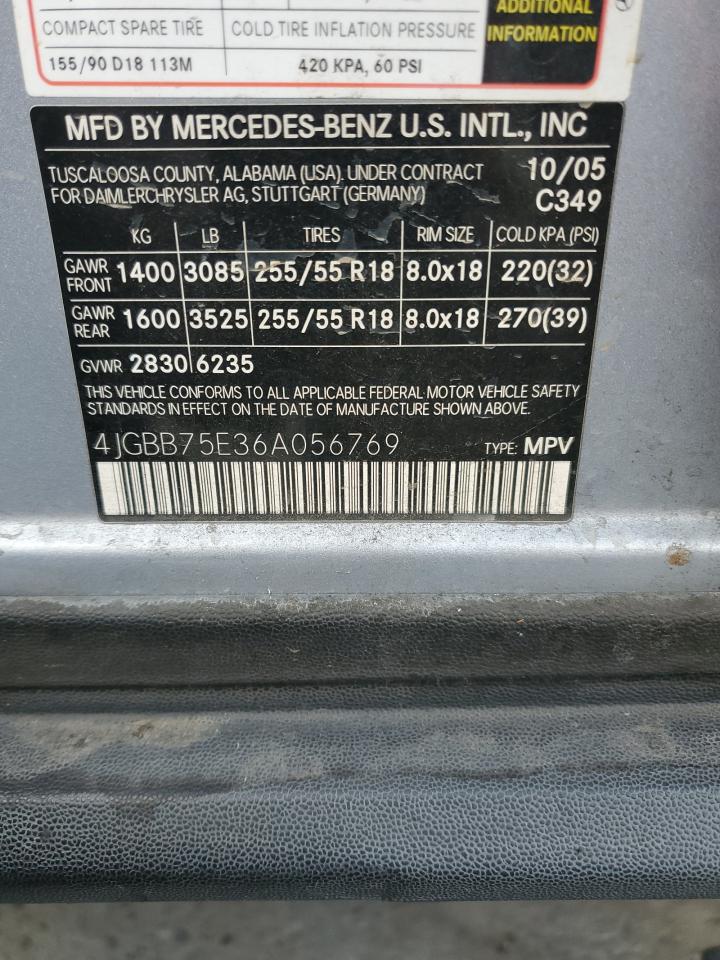 ADDITIONAL
COMPACT SPARE TIRE COLD TIRE INFLATION PRESSURE INFORMATION
155/90 D18 113M 420 KPA, 60 PSI
MFD BY MERCEDES-BENZ U.S. INTL., INC
TUSCALOOSA COUNTY, ALABAMA (USA). UNDER CONTRACT 10/05
FOR DAIMLERCHRYSLER AG, STUTTGART (GERMANY) C349
KG LB TIRES RIM SIZE COLD KPA (PSI)
GAWR FRONT 1400 3085 255/55 R18 8.0x18 220(32)
GAWR REAR 1600 3525 255/55 R18 8.0x18 270(39)
GVWR 2830 6235
THIS VEHICLE CONFORMS TO ALL APPLICABLE FEDERAL MOTOR VEHICLE SAFETY
STANDARDS IN EFFECT ON THE DATE OF MANUFACTURE SHOWN ABOVE.
4JGBB75E36A056769 TYPE: MPV